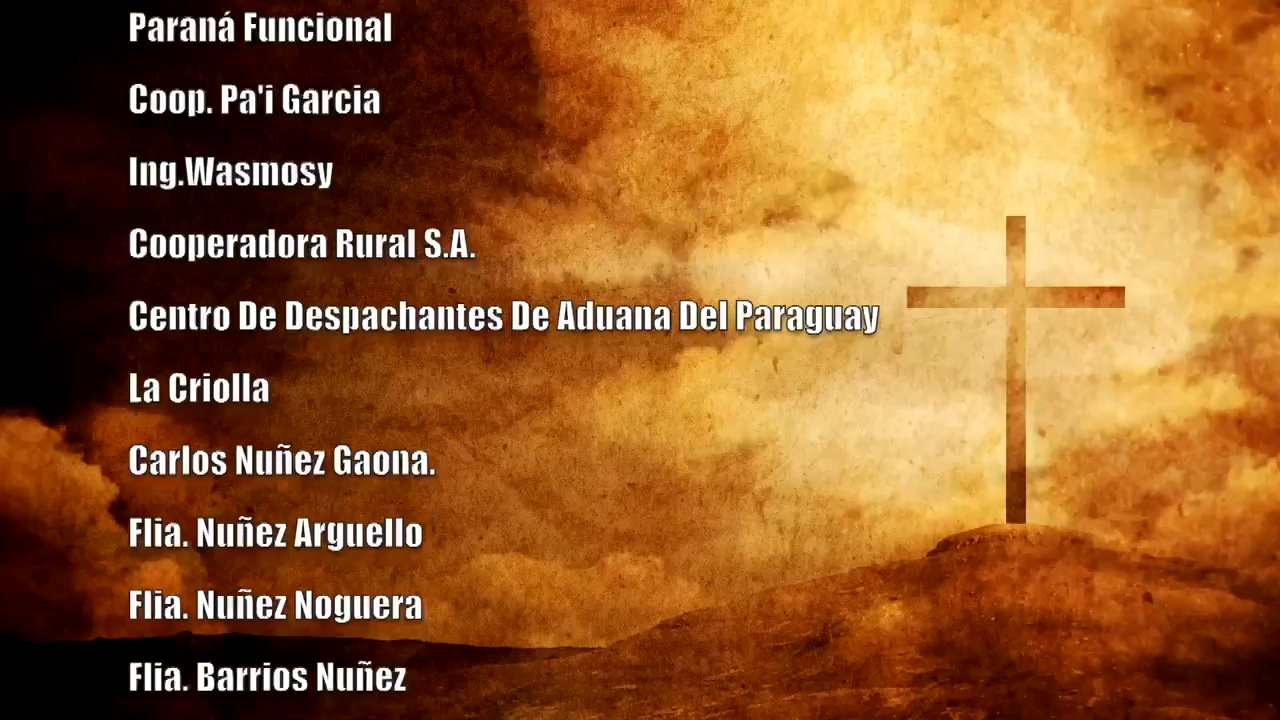 Paraná Funcional
Coop. Pa'i Garcia
Ing.Wasmosy
Cooperadora Rural S.A.
Centro De Despachantes De Aduana Del Paraguay
La Criolla
Carlos Nuñez Gaona.
Flia. Nuñez Arguello
Flia. Nuñez Noguera
Flia. Barrios Nuñez